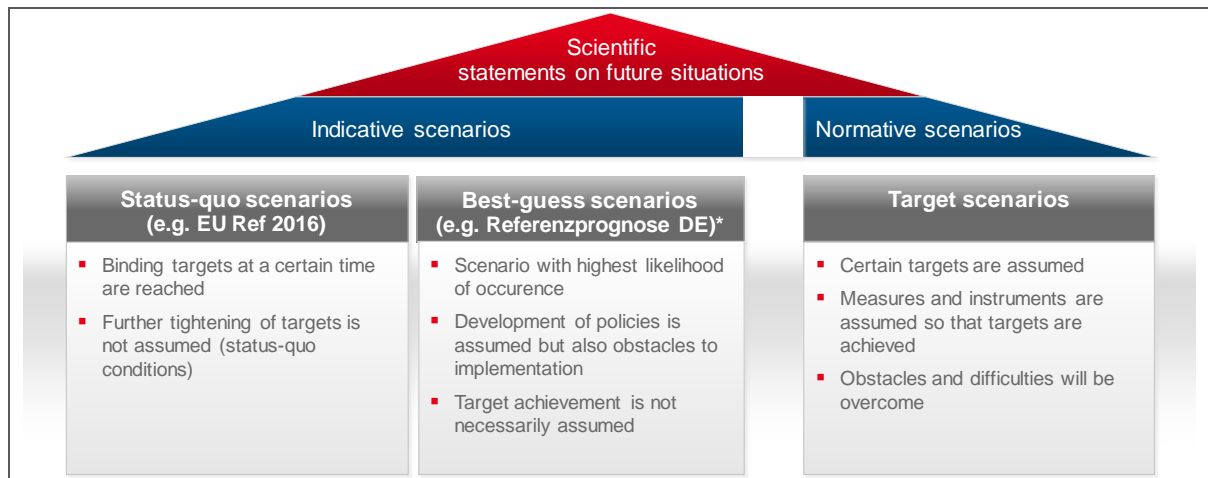 Scientific
statements on future situations
Indicative scenarios
Normative scenarios
Status-quo scenarios
(e.g. EU Ref 2016)
▪ Binding targets at a certain time
are reached
▪ Further tightening of targets is
not assumed (status-quo
conditions)
Best-guess scenarios
(e.g. Referenzprognose DE)*
▪ Scenario with highest likelihood
of occurence
▪ Development of policies is
assumed but also obstacles to
implementation
▪ Target achievement is not
necessarily assumed
Target scenarios
▪ Certain targets are assumed
▪ Measures and instruments are
assumed so that targets are
achieved
▪ Obstacles and difficulties will be
overcome